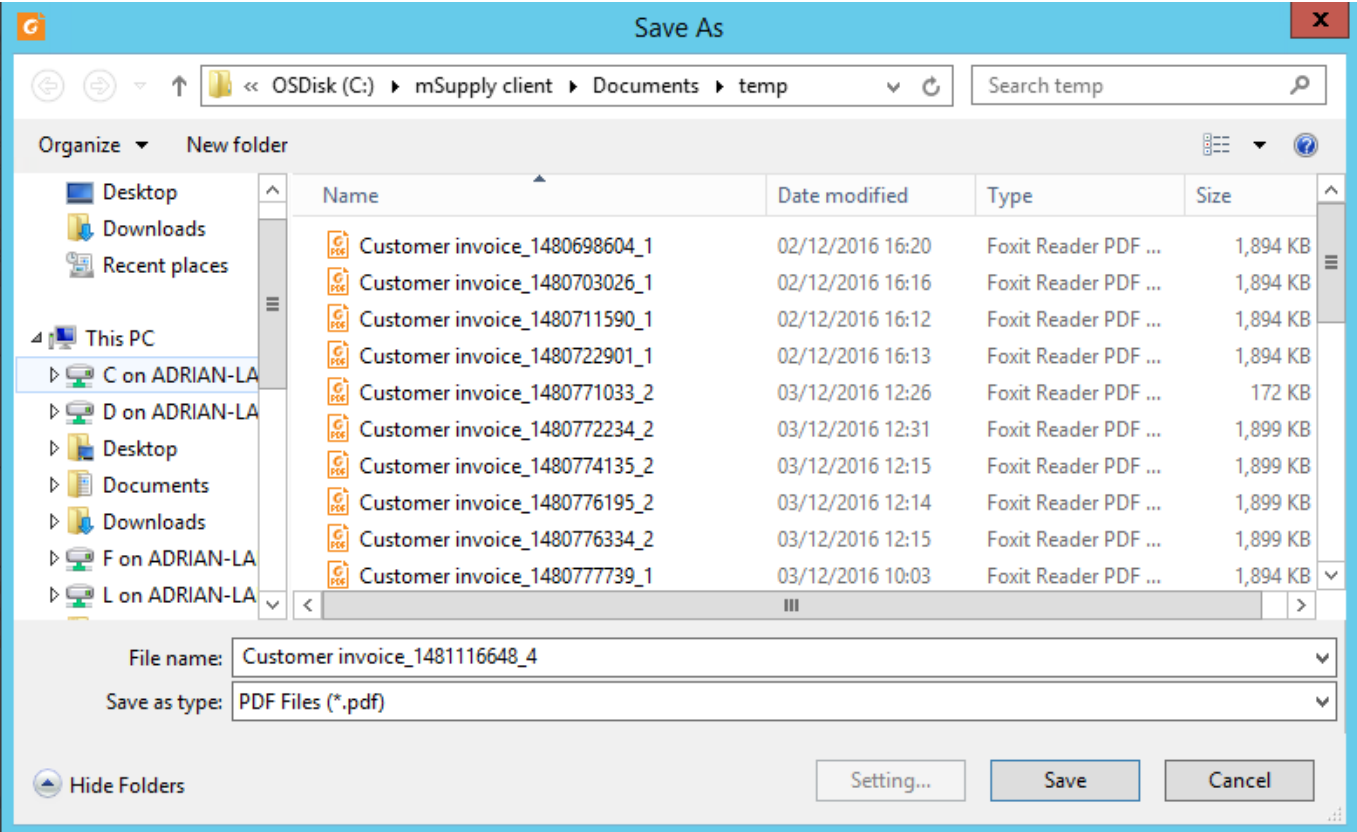 Save As
« OSDisk (C:) ▸ mSupply client ▸ Documents ▸ temp
Search temp
Organize
New folder
Desktop
Downloads
Recent places
This PC
C on ADRIAN-LA
D on ADRIAN-LA
Desktop
Documents
Downloads
F on ADRIAN-LA
L on ADRIAN-LA
Name Date modified Type Size
Customer invoice_1480698604_1 02/12/2016 16:20 Foxit Reader PDF ... 1,894 KB
Customer invoice_1480703026_1 02/12/2016 16:16 Foxit Reader PDF ... 1,894 KB
Customer invoice_1480711590_1 02/12/2016 16:12 Foxit Reader PDF ... 1,894 KB
Customer invoice_1480722901_1 02/12/2016 16:13 Foxit Reader PDF ... 1,894 KB
Customer invoice_1480771033_2 03/12/2016 12:26 Foxit Reader PDF ... 172 KB
Customer invoice_1480772234_2 03/12/2016 12:31 Foxit Reader PDF ... 1,899 KB
Customer invoice_1480774135_2 03/12/2016 12:15 Foxit Reader PDF ... 1,899 KB
Customer invoice_1480776195_2 03/12/2016 12:14 Foxit Reader PDF ... 1,899 KB
Customer invoice_1480776334_2 03/12/2016 12:15 Foxit Reader PDF ... 1,899 KB
Customer invoice_1480777739_1 03/12/2016 10:03 Foxit Reader PDF ... 1,894 KB
File name: Customer invoice_1481116648_4
Save as type: PDF Files (*.pdf)
Hide Folders
Setting...
Save
Cancel